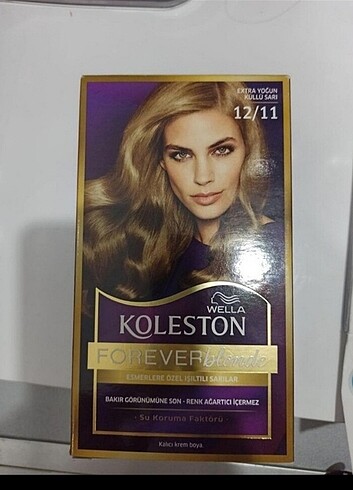 EXTRA YOĞUN
KÜLLÜ SARI
12/11
WELLA
KOLESTON
FOREVER blonde
ESMERLERE ÖZEL IŞILTILI SARILAR
BAKIR GÖRÜNÜMÜNE SON - RENK AĞARTICI İÇERMEZ
- Su Koruma Faktörü -
Kalıcı krem boya